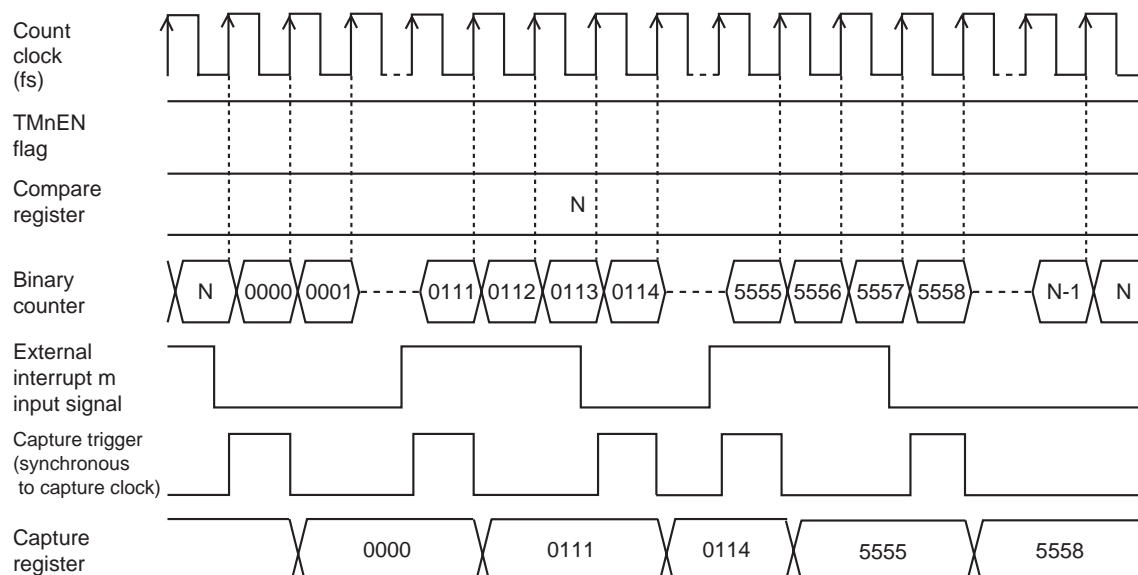 Count
clock
(fs)
TMnEN
flag
Compare
register
N
Binary
counter
N 0000 0001 0111 0112 0113 0114 5555 5556 5557 5558 N-1 N
External
interrupt m
input signal
Capture trigger
(synchronous
to capture clock)
Capture
register
0000 0111 0114 5555 5558